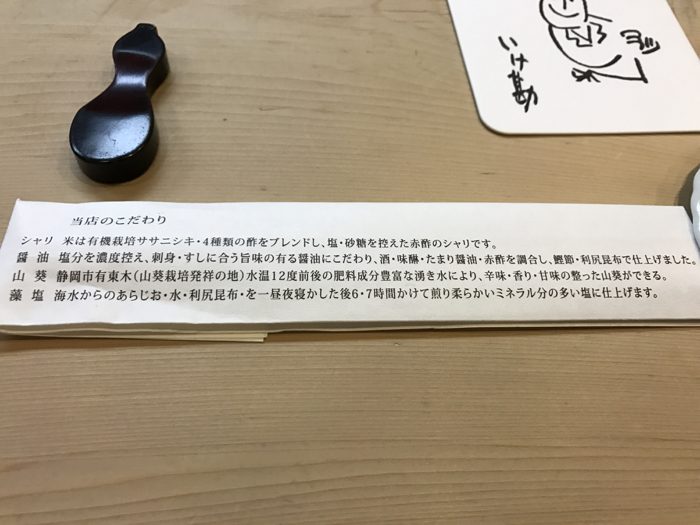 いけ勘
当店のこだわり
シャリ 米は有機栽培ササニシキ・4種類の酢をブレンドし、塩・砂糖を控えた赤酢のシャリです。
醤 油 塩分を濃度控え、刺身・すしに合う旨味の有る醤油にこだわり、酒・味醂・たまり醤油・赤酢を調合し、鰹節・利尻昆布で仕上げました。
山 葵 静岡市有東木(山葵栽培発祥の地)水温12度前後の肥料成分豊富な湧き水により、辛味・香り・甘味の整った山葵ができる。
藻 塩 海水からのあらじお・水・利尻昆布・を一昼夜寝かした後6・7時間かけて煎り柔らかいミネラル分の多い塩に仕上げます。